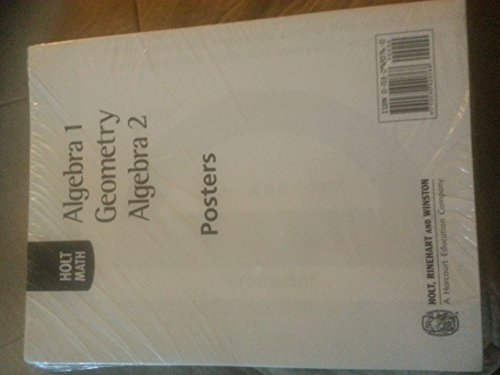 HOLT
MATH
Algebra 1
Geometry
Algebra 2
Posters
HOLT, RINEHART AND WINSTON
A Harcourt Education Company